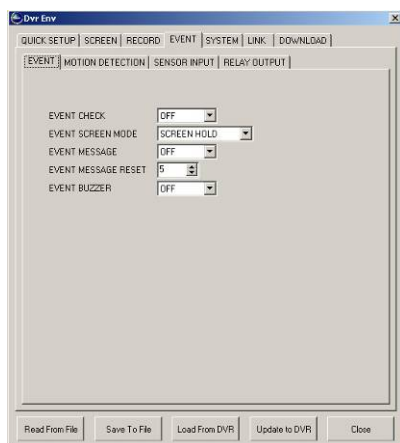 Dvr Env
QUICK SETUP SCREEN RECORD EVENT SYSTEM LINK DOWNLOAD
EVENT MOTION DETECTION SENSOR INPUT RELAY OUTPUT
EVENT CHECK OFF
EVENT SCREEN MODE SCREEN HOLD
EVENT MESSAGE OFF
EVENT MESSAGE RESET 5
EVENT BUZZER OFF
Read From File Save To File Load From DVR Update to DVR Close